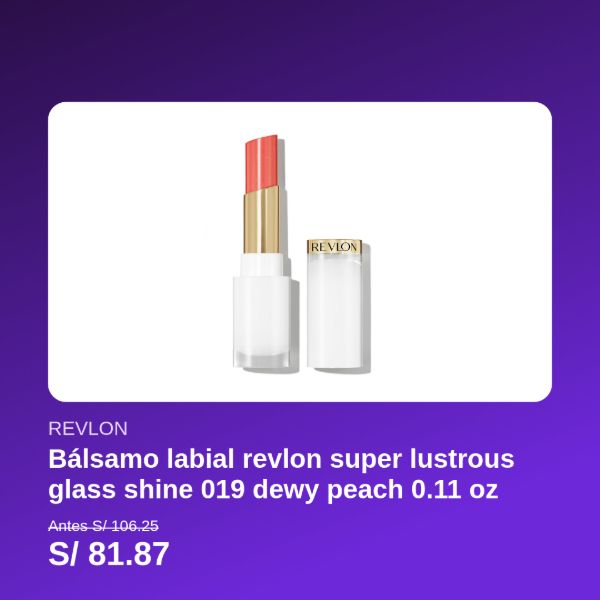 REVLON
REVLON
Bálsamo labial revlon super lustrous
glass shine 019 dewy peach 0.11 oz
Antes S/ 106.25
S/ 81.87